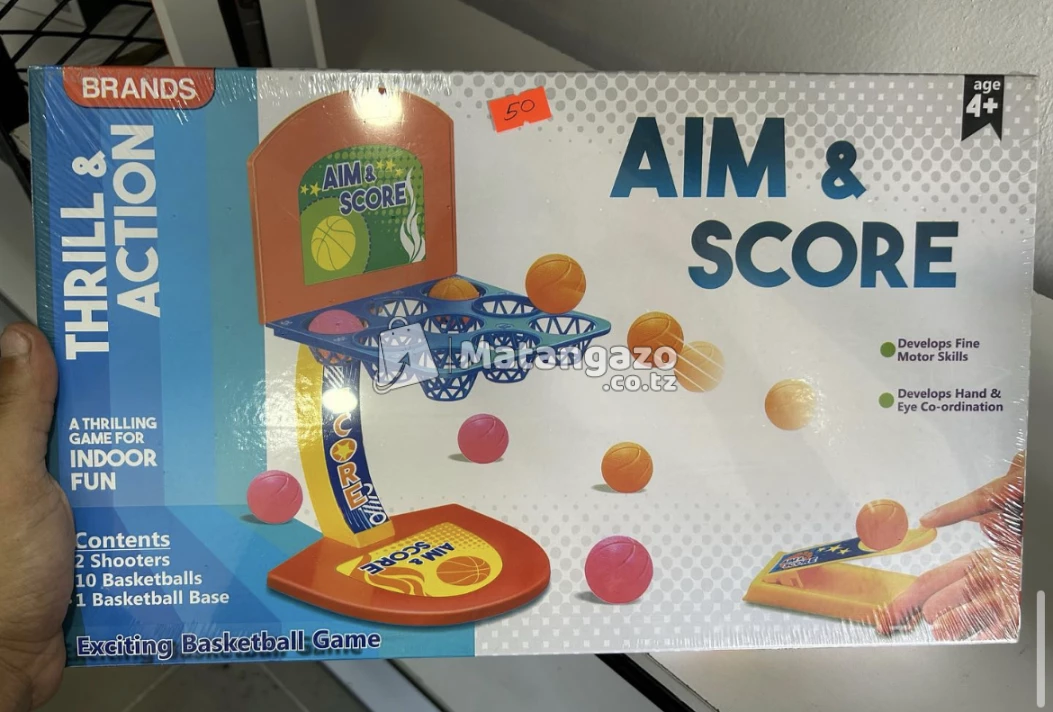 BRANDS
THRILL &
ACTION
A THRILLING
GAME FOR
INDOOR
FUN
Contents
2 Shooters
10 Basketballs
1 Basketball Base
Exciting Basketball Game
50
AIM &
SCORE
CORE
AIM &
SCORE
Matangazo
.co.tz
AIM &
SCORE
age
4+
Develops Fine
Motor Skills
Develops Hand &
Eye Co-ordination